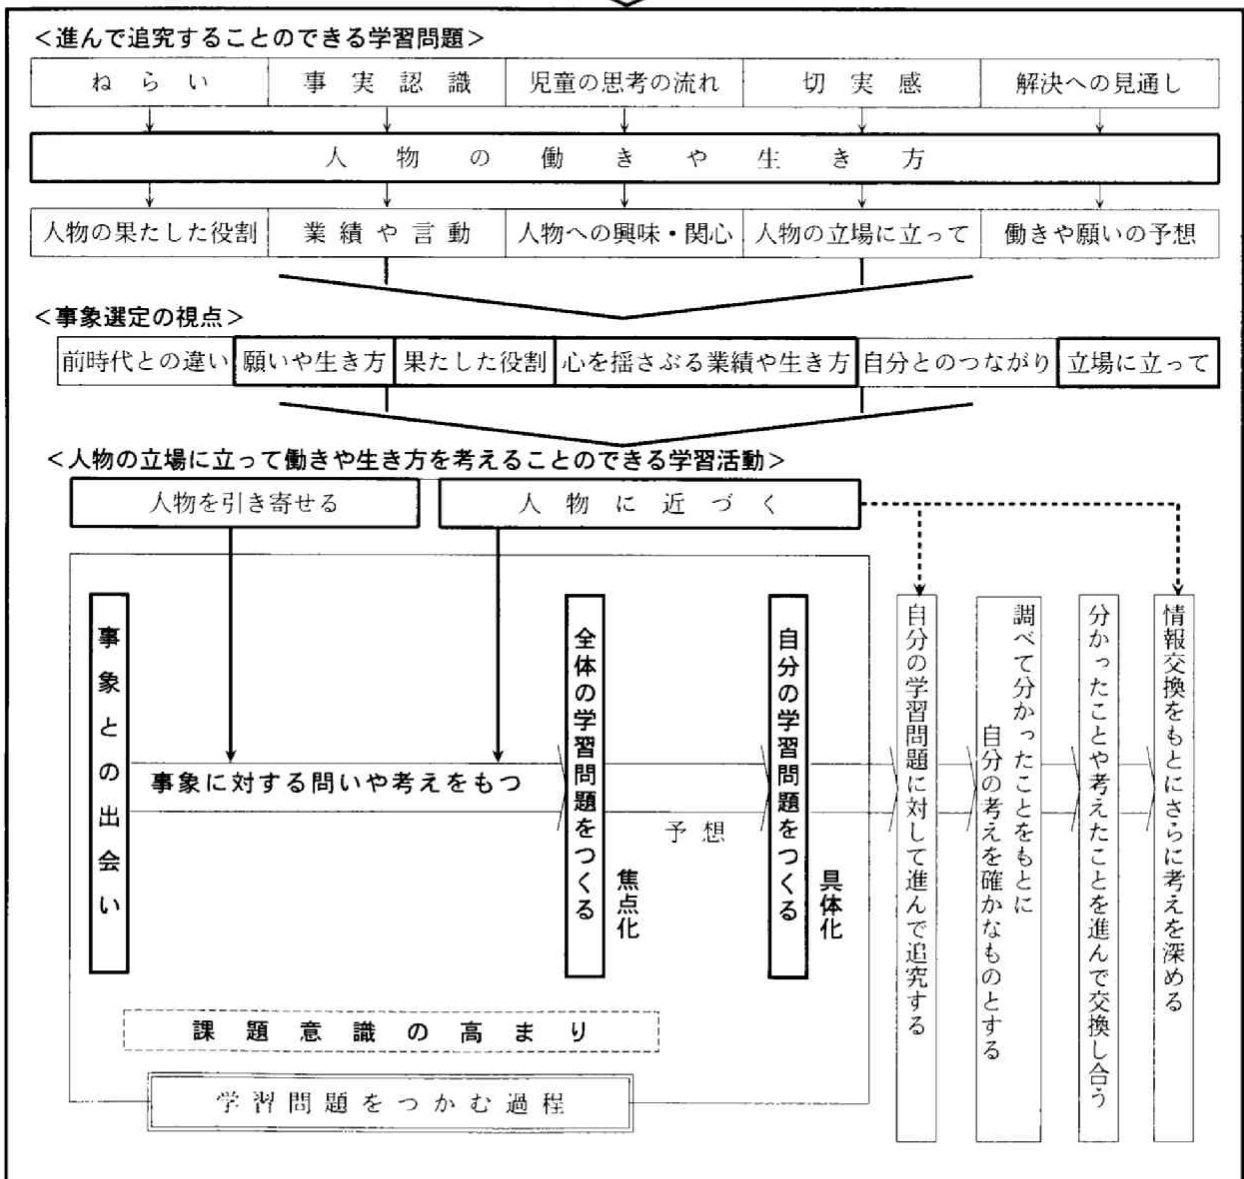 ＜進んで追究することのできる学習問題＞
ねらい
事実認識
児童の思考の流れ
切実感
解決への見通し
人物の働きや生き方
人物の果たした役割
業績や言動
人物への興味・関心
人物の立場に立って
働きや願いの予想
＜事象選定の視点＞
前時代との違い
願いや生き方
果たした役割
心を揺さぶる業績や生き方
自分とのつながり
立場に立って
＜人物の立場に立って働きや生き方を考えることのできる学習活動＞
人物を引き寄せる
人物に近づく
事象との出会い
事象に対する問いや考えをもつ
全体の学習問題をつくる
焦点化
予想
自分の学習問題をつくる
具体化
自分の学習問題に対して進んで追究する
調べて分かったことをもとに
自分の考えを確かなものとする
分かったことや考えたことを進んで交換し合う
情報交換をもとにさらに考えを深める
課題意識の高まり
学習問題をつかむ過程